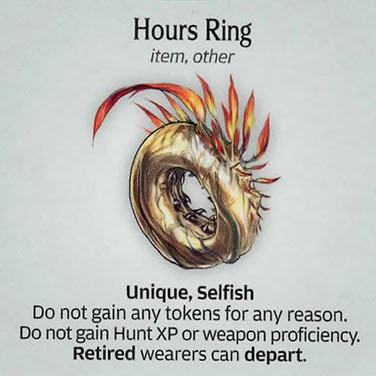 Hours Ring
item, other
Unique, Selfish
Do not gain any tokens for any reason.
Do not gain Hunt XP or weapon proficiency.
Retired wearers can depart.